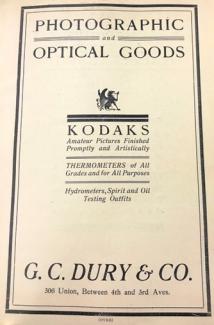 PHOTOGRAPHIC
and
OPTICAL GOODS
KODAKS
Amateur Pictures Finished
Promptly and Artistically
THERMOMETERS of All
Grades and for All Purposes
Hydrometers, Spirit and Oil
Testing Outfits
G. C. DURY & CO.
306 Union, Between 4th and 3rd Aves.